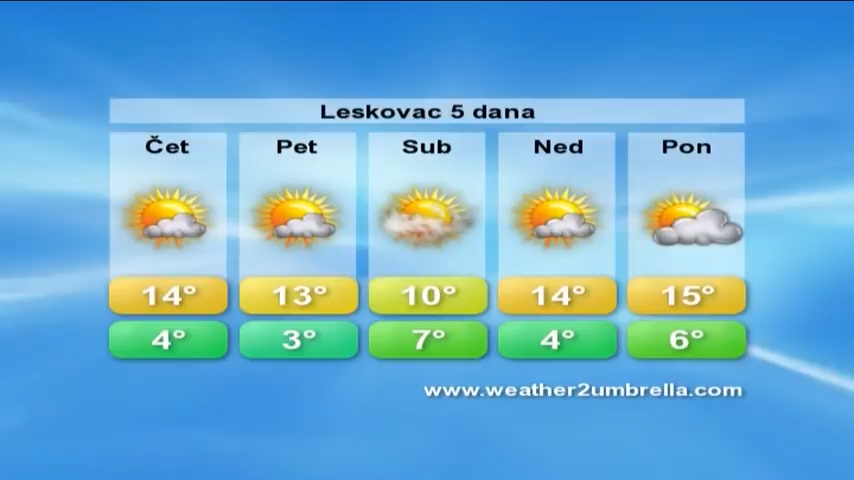 Leskovac 5 dana
Čet Pet Sub Ned Pon
14° 13° 10° 14° 15°
4° 3° 7° 4° 6°
www.weather2umbrella.com